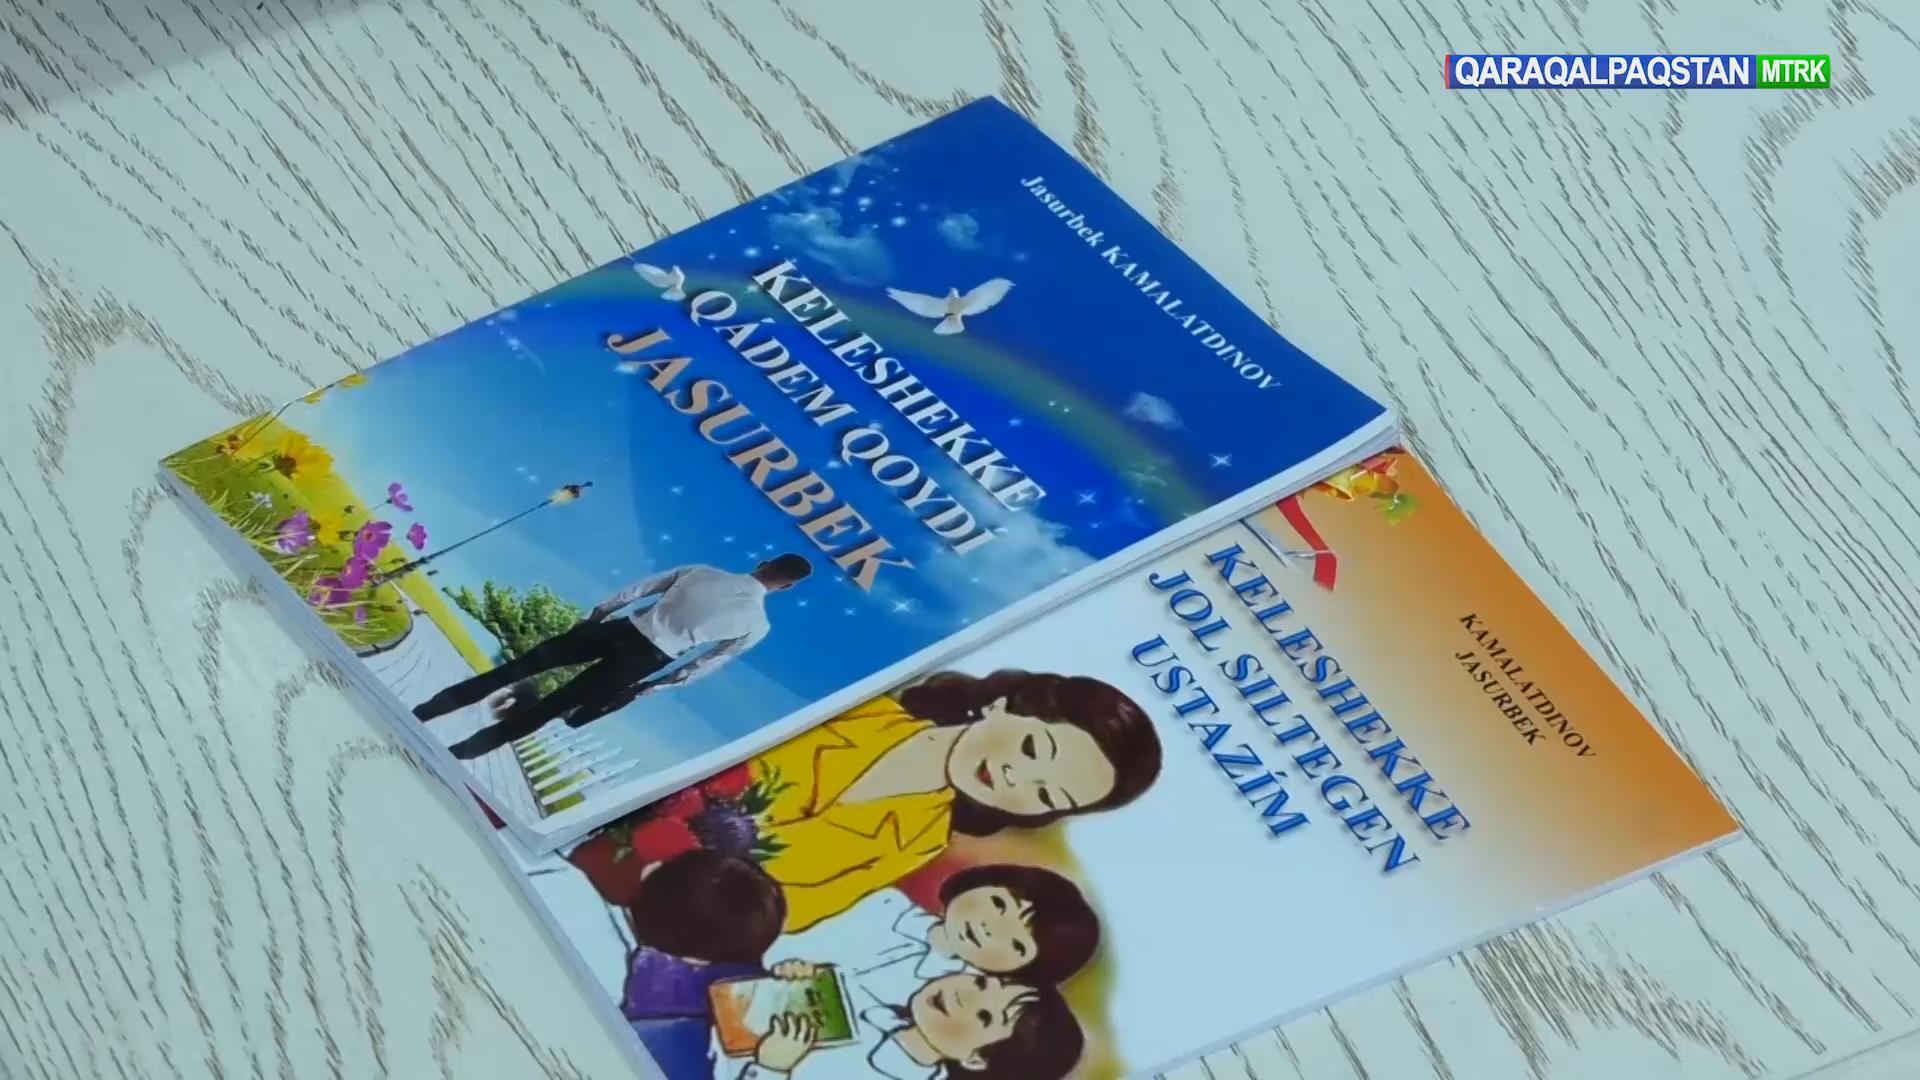 QARAQALPAQSTAN MTRK
Jasurbek KAMALATDINOV
KELESHEKKE
QÁDEM QOYDÍ
JASURBEK
KAMALATDINOV
JASURBEK
KELESHEKKE
JOL SILTEGEN
USTAZÍM